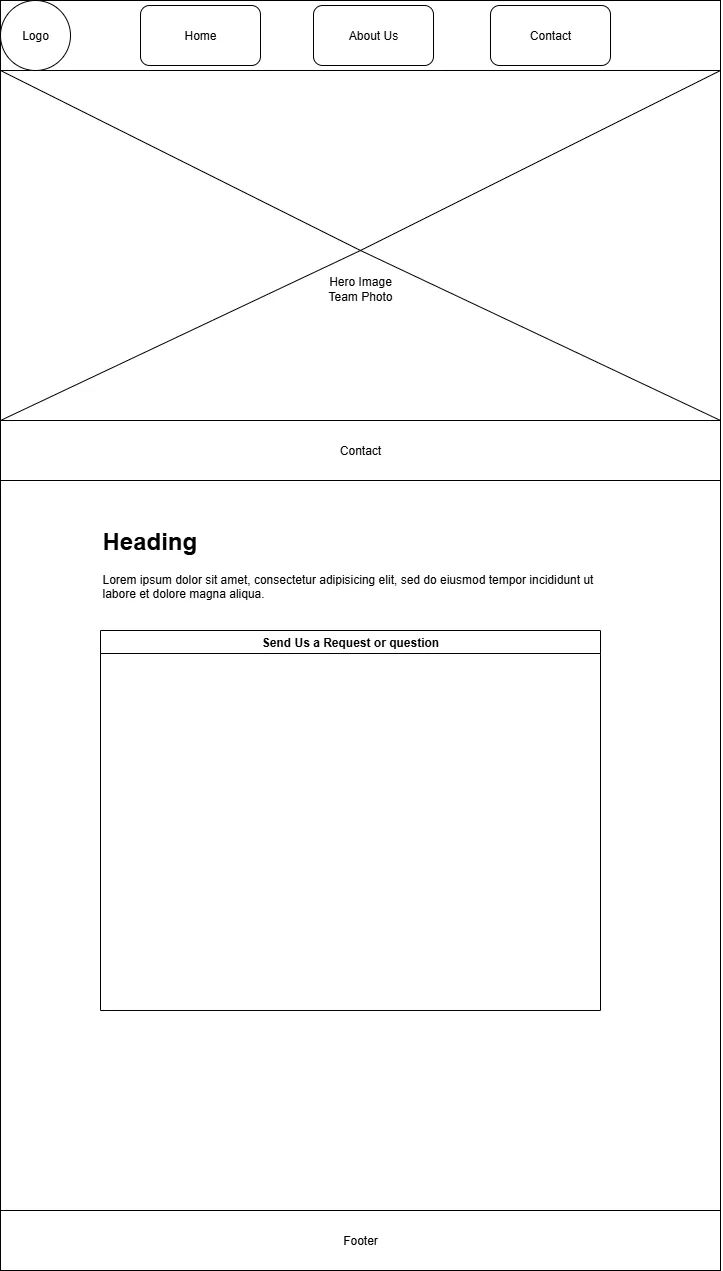 Logo
Home
About Us
Contact
Hero Image
Team Photo
Contact
Heading
Lorem ipsum dolor sit amet, consectetur adipisicing elit, sed do eiusmod tempor incididunt ut
labore et dolore magna aliqua.
Send Us a Request or question
Footer